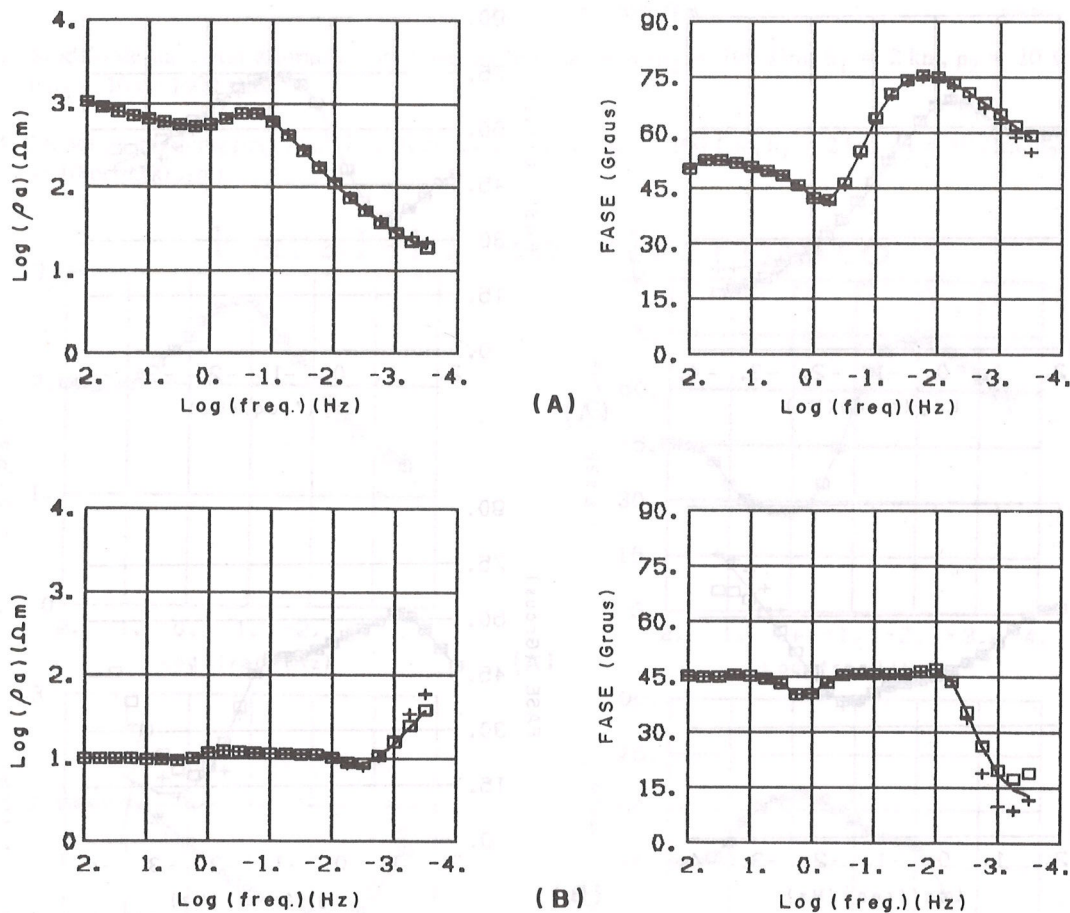 4.
3.
2.
1.
0
Log (ρa) (Ωm)
2. 1. 0. -1. -2. -3. -4.
Log (freq.) (Hz)
90.
75.
60.
45.
30.
15.
0.
FASE (Graus)
2. 1. 0. -1. -2. -3. -4.
Log (freq) (Hz)
(A)
4.
3.
2.
1.
0
Log (ρa) (Ωm)
2. 1. 0. -1. -2. -3. -4.
Log (freq.) (Hz)
90.
75.
60.
45.
30.
15.
0.
FASE (Graus)
2. 1. 0. -1. -2. -3. -4.
Log (freg.) (Hz)
(B)